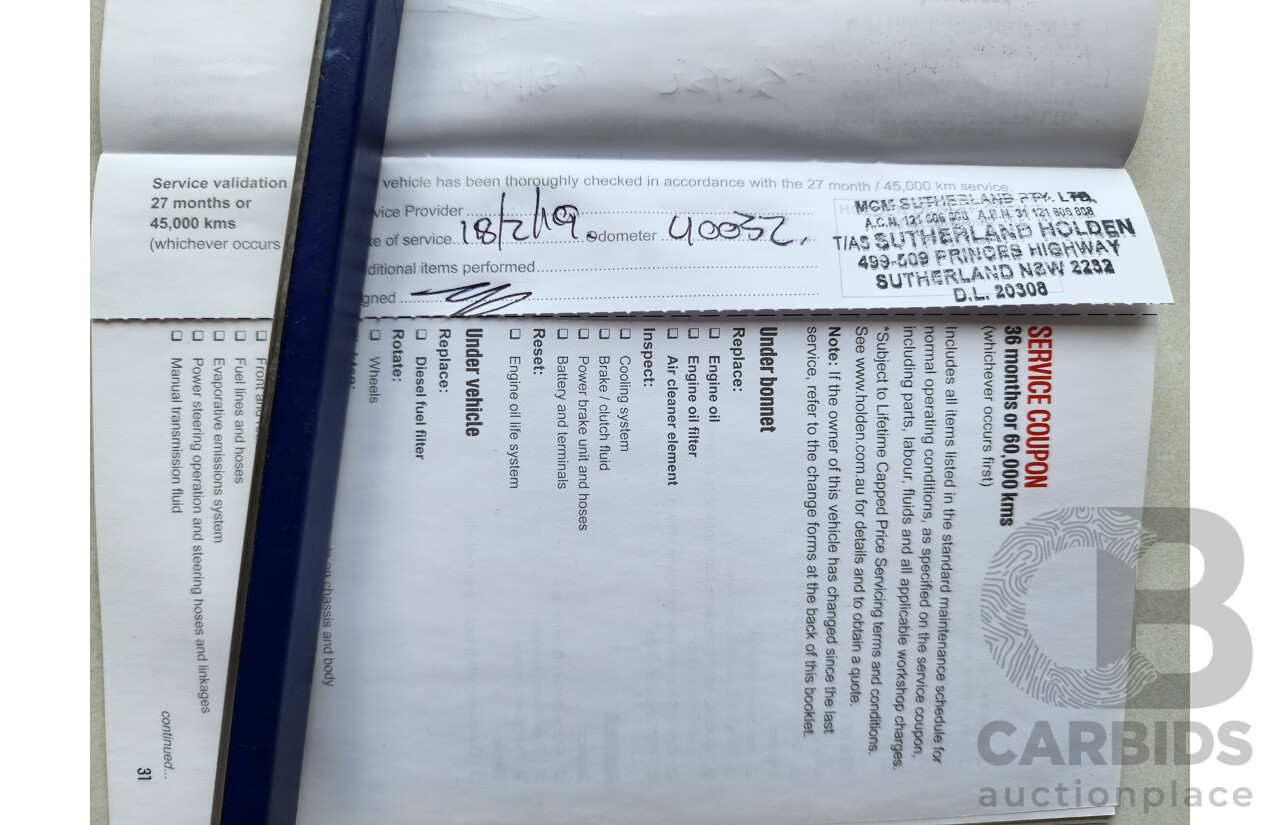 Service validation
27 months or
45,000 kms
(whichever occurs
vehicle has been thoroughly checked in accordance with the 27 month / 45,000 km service.
vice Provider
te of service 18/2/19 Odometer 40032
ditional items performed
gned
MCM SUTHERLAND PTY. LTD.
T/AS SUTHERLAND HOLDEN
499-509 PRINCES HIGHWAY
SUTHERLAND NSW 2232
D.L. 20308
SERVICE COUPON
36 months or 60,000 kms
(whichever occurs first)
Includes all items listed in the standard maintenance schedule for
normal operating conditions, as specified on the service coupon,
including parts, labour, fluids and all applicable workshop charges.
*Subject to Lifetime Capped Price Servicing terms and conditions.
See www.holden.com.au for details and to obtain a quote.
Note: If the owner of this vehicle has changed since the last
service, refer to the change forms at the back of this booklet.
Under bonnet
Replace:
❑ Engine oil
❑ Engine oil filter
❑ Air cleaner element
Inspect:
❑ Cooling system
❑ Brake / clutch fluid
❑ Power brake unit and hoses
❑ Battery and terminals
Reset:
❑ Engine oil life system
Under vehicle
Replace:
❑ Diesel fuel filter
Rotate:
❑ Wheels
on chassis and body
❑ Front and
❑ Fuel lines and hoses
❑ Evaporative emissions system
❑ Power steering operation and steering hoses and linkages
❑ Manual transmission fluid
continued...
31
CB
CARBIDS
auctionplace